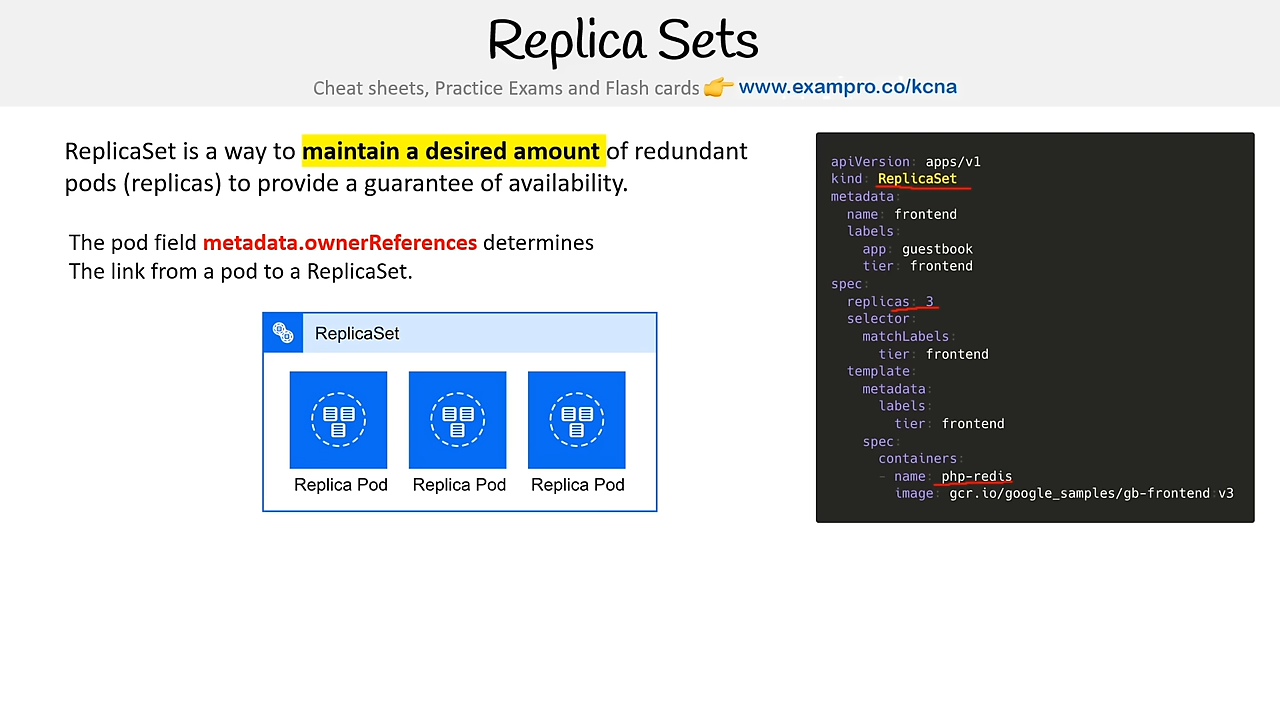 Replica Sets
Cheat sheets, Practice Exams and Flash cards 👉 www.exampro.co/kcna
ReplicaSet is a way to maintain a desired amount of redundant
pods (replicas) to provide a guarantee of availability.
The pod field metadata.ownerReferences determines
The link from a pod to a ReplicaSet.
ReplicaSet
Replica Pod Replica Pod Replica Pod
apiVersion: apps/v1
kind: ReplicaSet
metadata:
  name: frontend
  labels:
    app: guestbook
    tier: frontend
spec:
  replicas: 3
  selector:
    matchLabels:
      tier: frontend
  template:
    metadata:
      labels:
        tier: frontend
    spec:
      containers:
      - name: php-redis
        image: gcr.io/google_samples/gb-frontend:v3